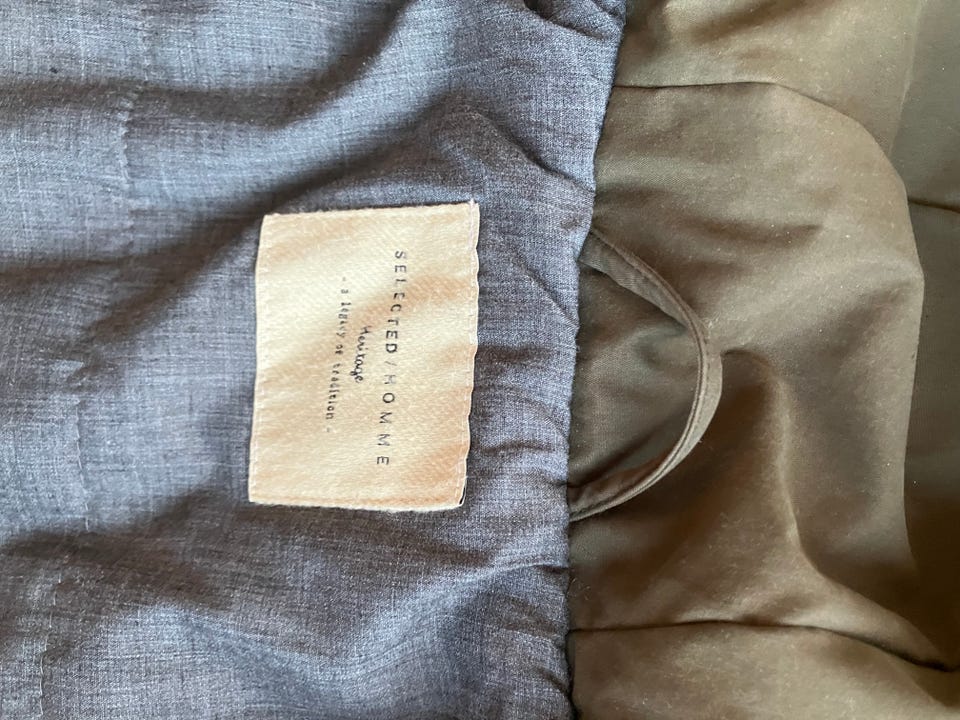 SELECTED/HOMME
Heritage
- a legacy of tradition -